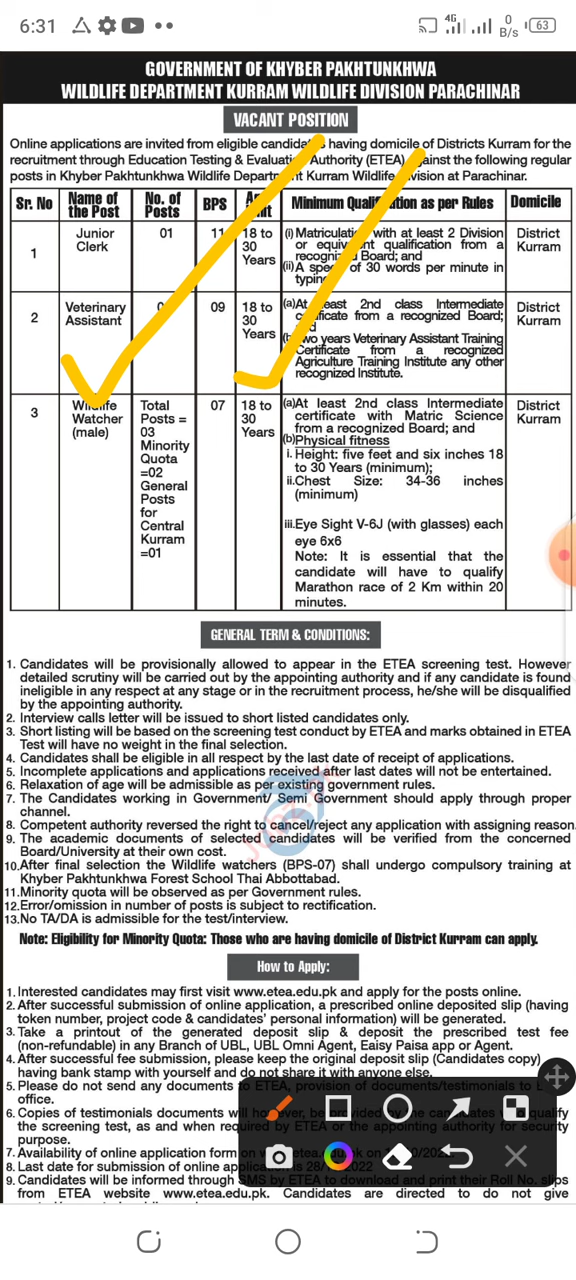 6:31
4G
0
B/s
63
GOVERNMENT OF KHYBER PAKHTUNKHWA
WILDLIFE DEPARTMENT KURRAM WILDLIFE DIVISION PARACHINAR
VACANT POSITION
Online applications are invited from eligible candidates having domicile of Districts Kurram for the
recruitment through Education Testing & Evaluation Authority (ETEA) against the following regular
posts in Khyber Pakhtunkhwa Wildlife Department Kurram Wildlife Division at Parachinar.
Sr. No Name of the Post No. of Posts BPS Minimum Qualification as per Rules Domicile
1 Junior Clerk 01 11 18 to 30 Years
(i) Matriculation with at least 2 Division
or equivalent qualification from a
recognized Board; and
(ii) A speed of 30 words per minute in
typing
District Kurram
2 Veterinary Assistant 09 18 to 30 Years
(a) At least 2nd class Intermediate
certificate from a recognized Board;
(b) Two years Veterinary Assistant Training
Certificate from a recognized
Agriculture Training Institute any other
recognized Institute.
District Kurram
3 Wildlife Watcher (male)
Total Posts = 03 Minority Quota =02 General Posts for Central Kurram =01
07 18 to 30 Years
(a)At least 2nd class Intermediate
certificate with Matric Science
from a recognized Board; and
(b)Physical fitness
i. Height: five feet and six inches 18
to 30 Years (minimum);
ii.Chest Size: 34-36 inches
(minimum)
iii.Eye Sight V-6J (with glasses) each
eye 6x6
Note: It is essential that the
candidate will have to qualify
Marathon race of 2 Km within 20
minutes.
District Kurram
GENERAL TERM & CONDITIONS:
1. Candidates will be provisionally allowed to appear in the ETEA screening test. However
detailed scrutiny will be carried out by the appointing authority and if any candidate is found
ineligible in any respect at any stage or in the recruitment process, he/she will be disqualified
by the appointing authority.
2. Interview calls letter will be issued to short listed candidates only.
3. Short listing will be based on the screening test conduct by ETEA and marks obtained in ETEA
Test will have no weight in the final selection.
4. Candidates shall be eligible in all respect by the last date of receipt of applications.
5. Incomplete applications and applications received after last dates will not be entertained.
6. Relaxation of age will be admissible as per existing government rules.
7. The Candidates working in Government/ Semi Government should apply through proper
channel.
8. Competent authority reversed the right to cancel/reject any application with assigning reason.
9. The academic documents of selected candidates will be verified from the concerned
Board/University at their own cost.
10.After final selection the Wildlife watchers (BPS-07) shall undergo compulsory training at
Khyber Pakhtunkhwa Forest School Thai Abbottabad.
11.Minority quota will be observed as per Government rules.
12.Error/omission in number of posts is subject to rectification.
13.No TA/DA is admissible for the test/interview.
Note: Eligibility for Minority Quota: Those who are having domicile of District Kurram can apply.
How to Apply:
1. Interested candidates may first visit www.etea.edu.pk and apply for the posts online.
2. After successful submission of online application, a prescribed online deposited slip (having
token number, project code & candidates' personal information) will be generated.
3. Take a printout of the generated deposit slip & deposit the prescribed test fee
(non-refundable) in any Branch of UBL, UBL Omni Agent, Eaisy Paisa app or Agent.
4. After successful fee submission, please keep the original deposit slip (Candidates copy)
having bank stamp with yourself and do not share it with anyone else.
5. Please do not send any documents to ETEA, provision of documents/testimonials to
office.
6. Copies of testimonials documents will however, be provided by the candidates who qualify
the screening test, as and when required by ETEA or the appointing authority for security
purpose.
7. Availability of online application form on
8. Last date for submission of online application is 28/
9. Candidates will be informed through SMS by ETEA to download and print their Roll No. slips
from ETEA website www.etea.edu.pk. Candidates are directed to do not give